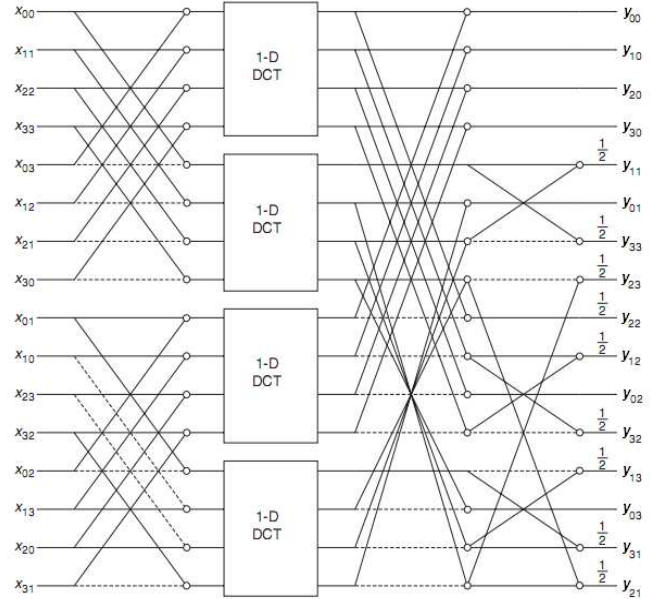 x00 y00
x11 1-D y10
x22 DCT y20
x33 y30
x03 1/2 y11
x12 1-D y01
x21 DCT 1/2 y33
x30 1/2 y23
x01 1/2 y22
x10 1-D 1/2 y12
x23 DCT y02
x32 1/2 y32
x02 1/2 y13
x13 1-D y03
x20 DCT 1/2 y31
x31 1/2 y21